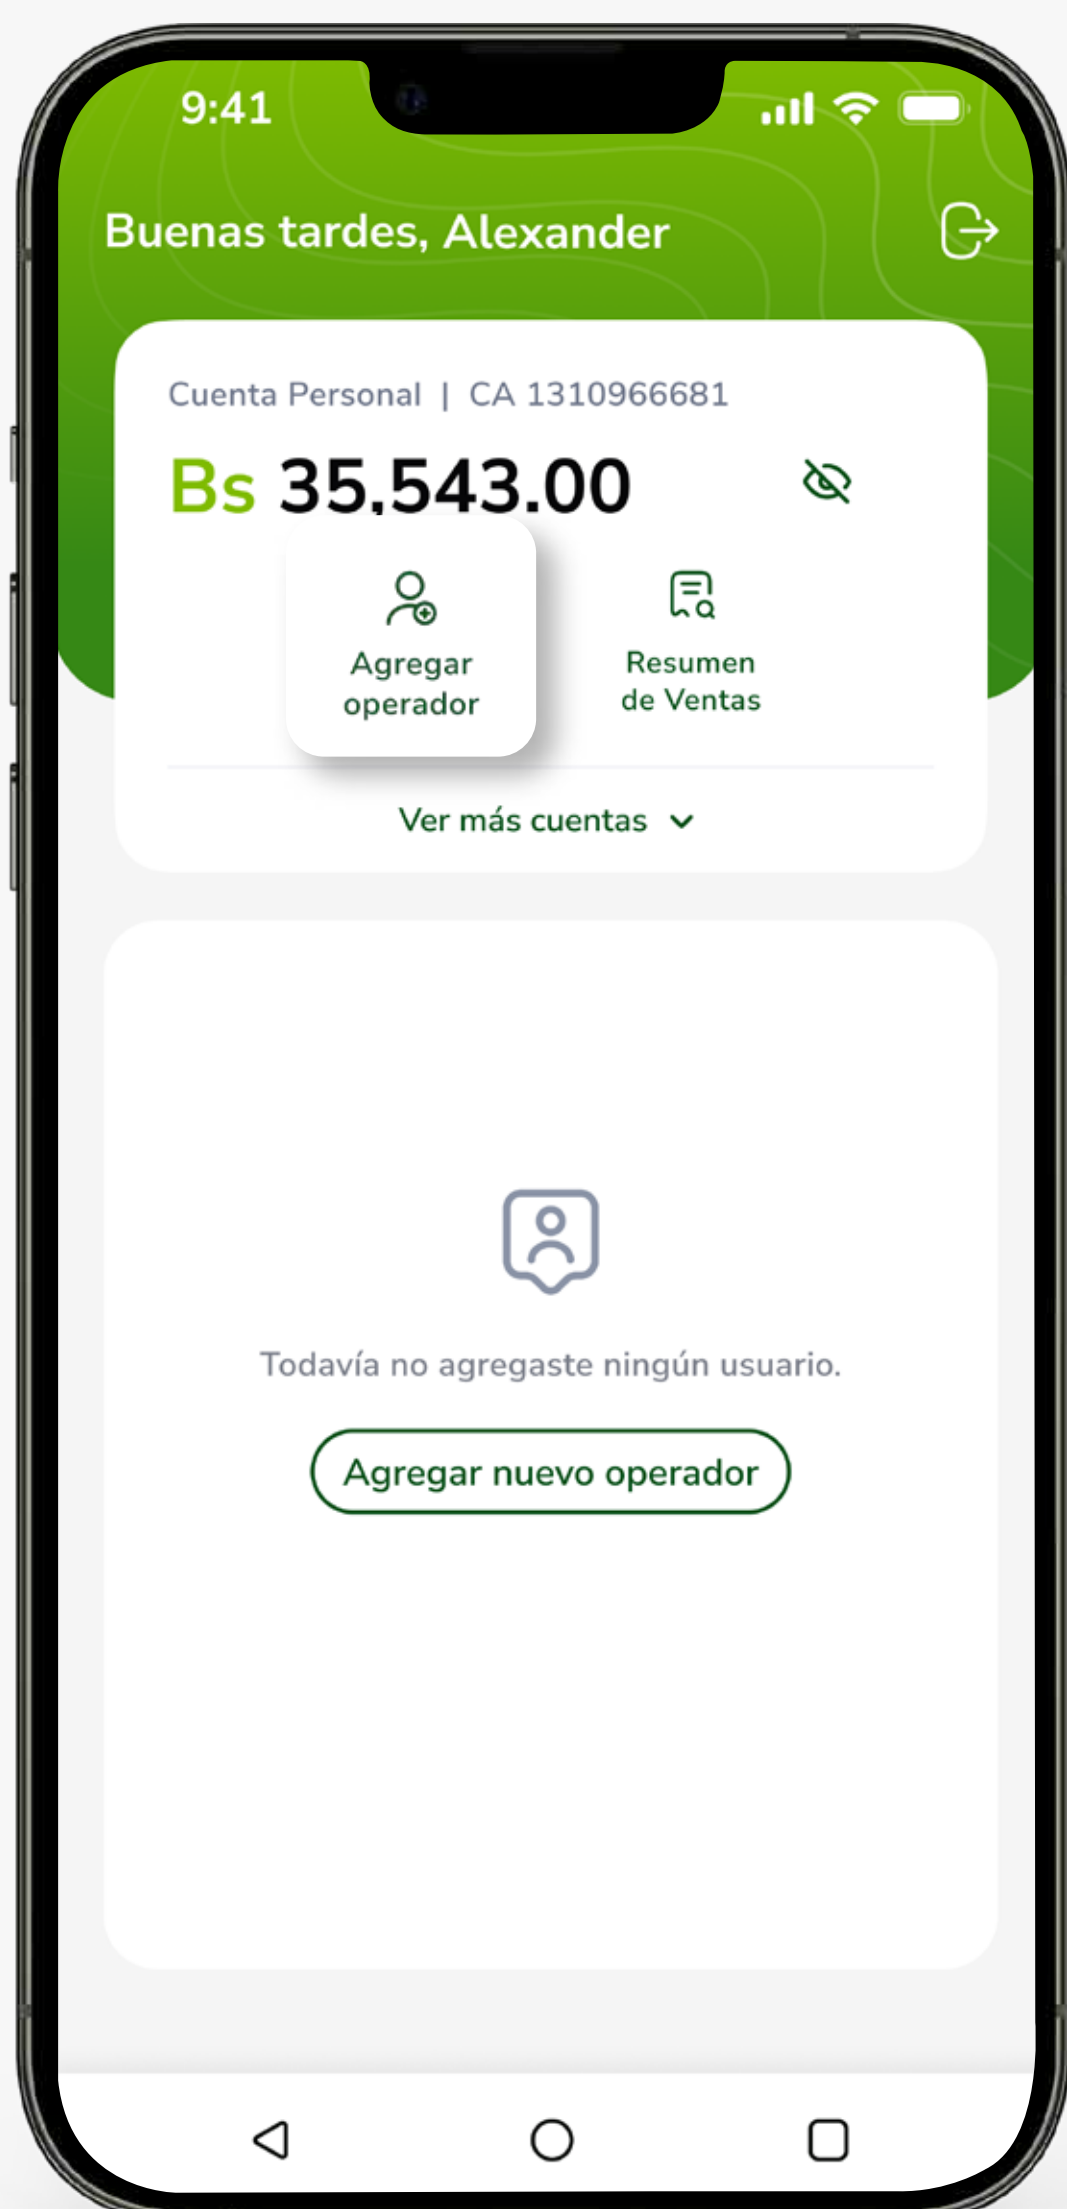 9:41
Buenas tardes, Alexander
Cuenta Personal | CA 1310966681
Bs 35,543.00
Agregar
operador
Resumen
de Ventas
Ver más cuentas
Todavía no agregaste ningún usuario.
Agregar nuevo operador